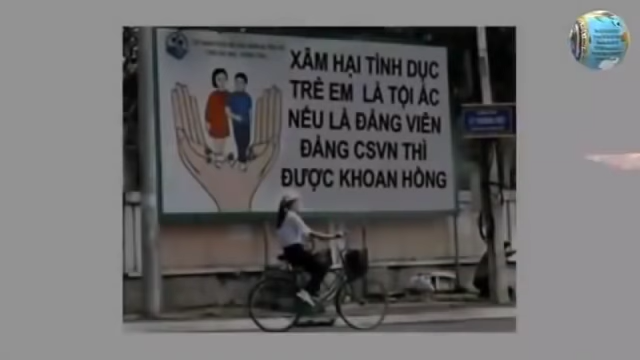 XÂM HẠI TÌNH DỤC
TRẺ EM LÀ TỘI ÁC
NẾU LÀ ĐẢNG VIÊN
ĐẢNG CSVN THÌ
ĐƯỢC KHOAN HỒNG